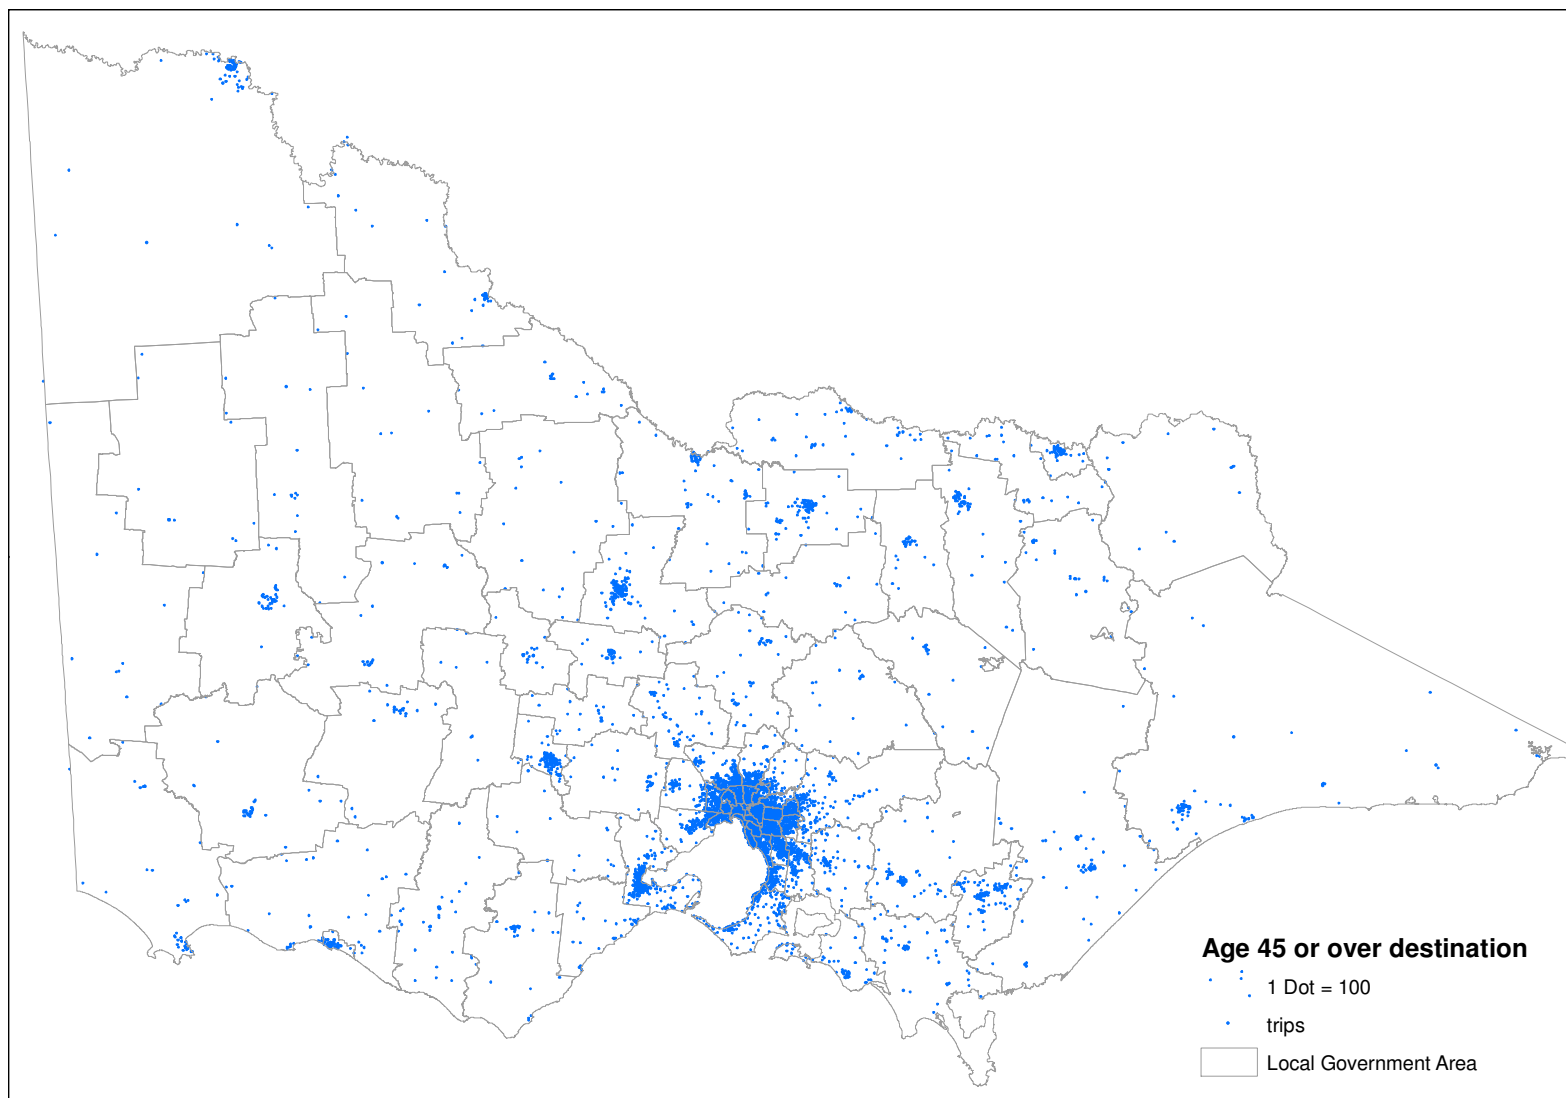 Age 45 or over destination
1 Dot = 100
trips
Local Government Area